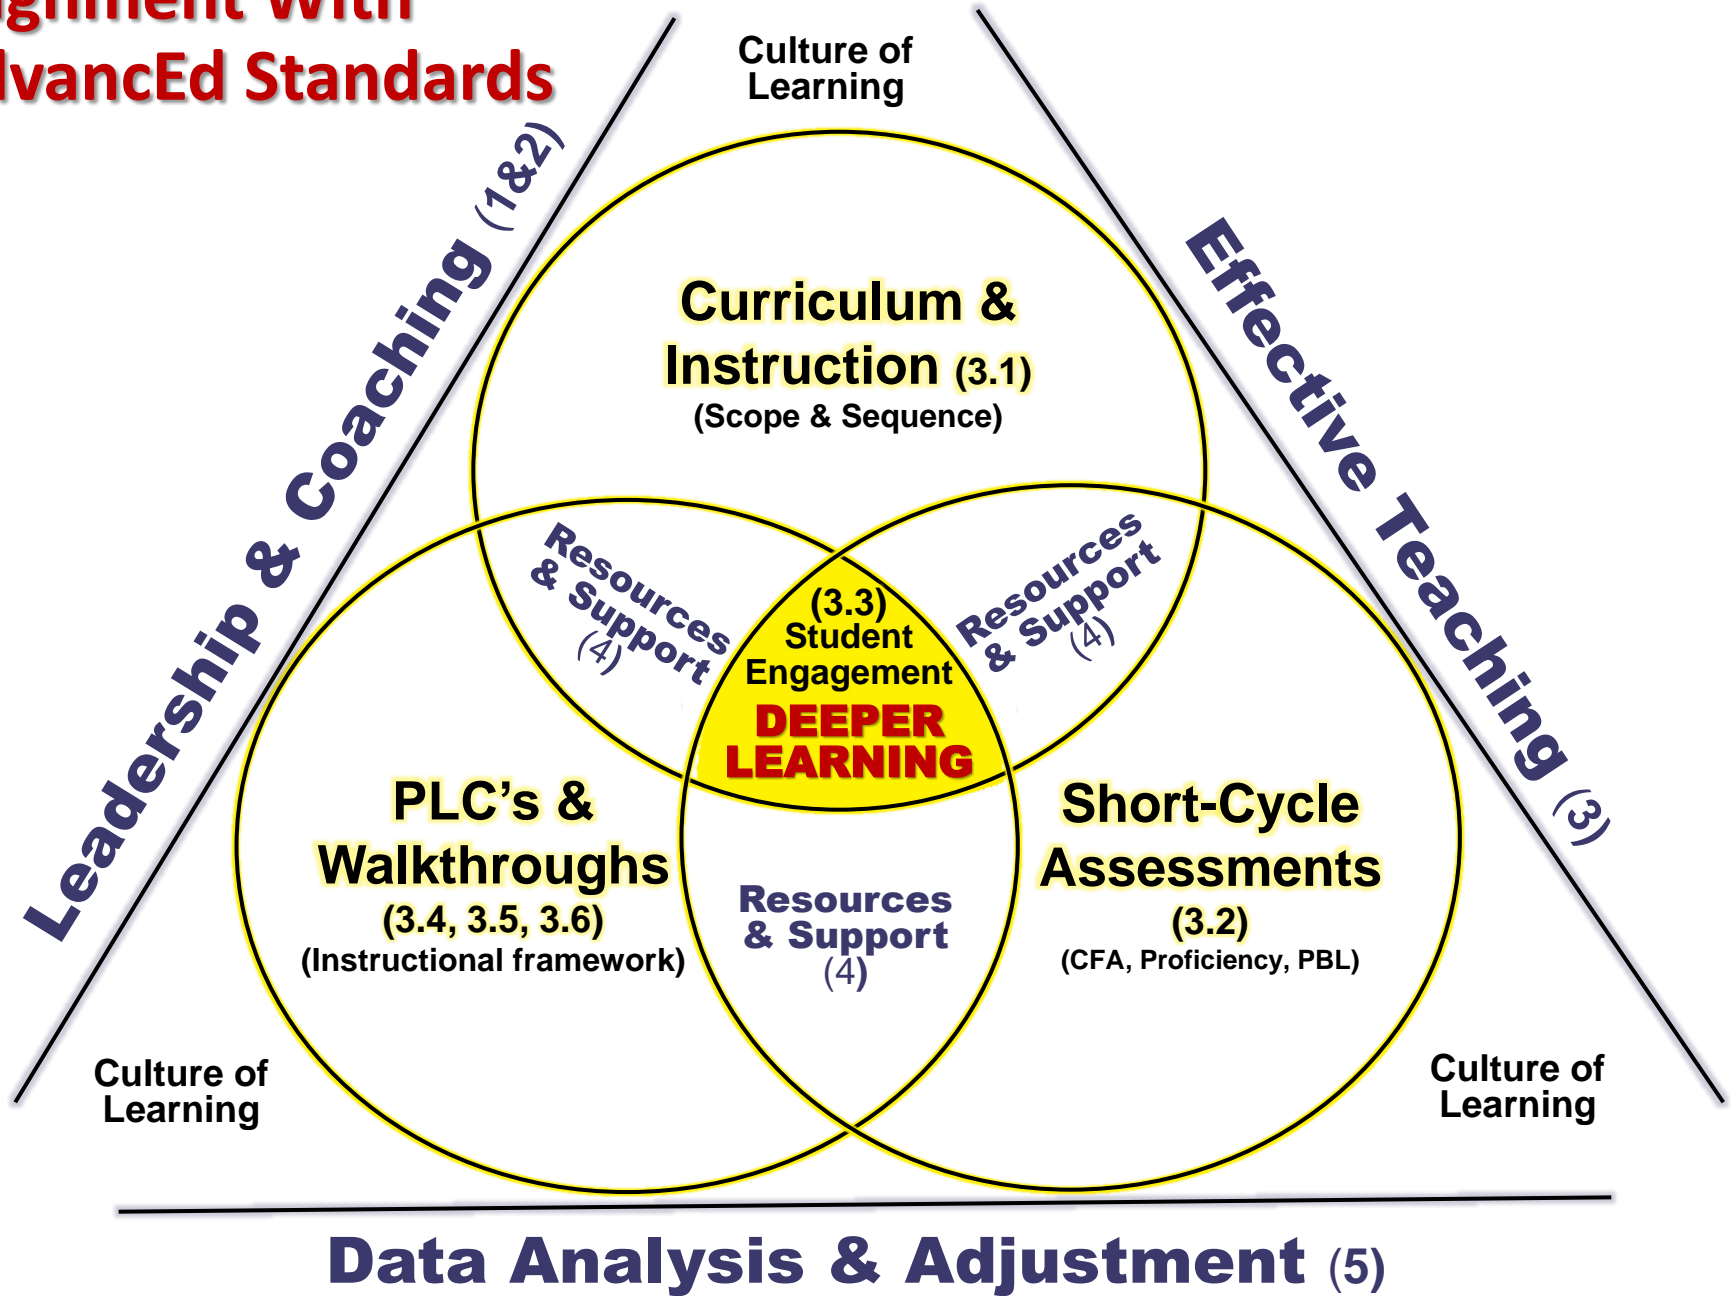 ignment With
dvancEd Standards
Culture of
Learning
Leadership & Coaching (1&2)
Effective Teaching (3)
Curriculum &
Instruction (3.1)
(Scope & Sequence)
Resources
& Support
(4)
Resources
& Support
(4)
(3.3)
Student
Engagement
DEEPER
LEARNING
PLC's &
Walkthroughs
(3.4, 3.5, 3.6)
(Instructional framework)
Short-Cycle
Assessments
(3.2)
(CFA, Proficiency, PBL)
Resources
& Support
(4)
Culture of
Learning
Culture of
Learning
Data Analysis & Adjustment (5)